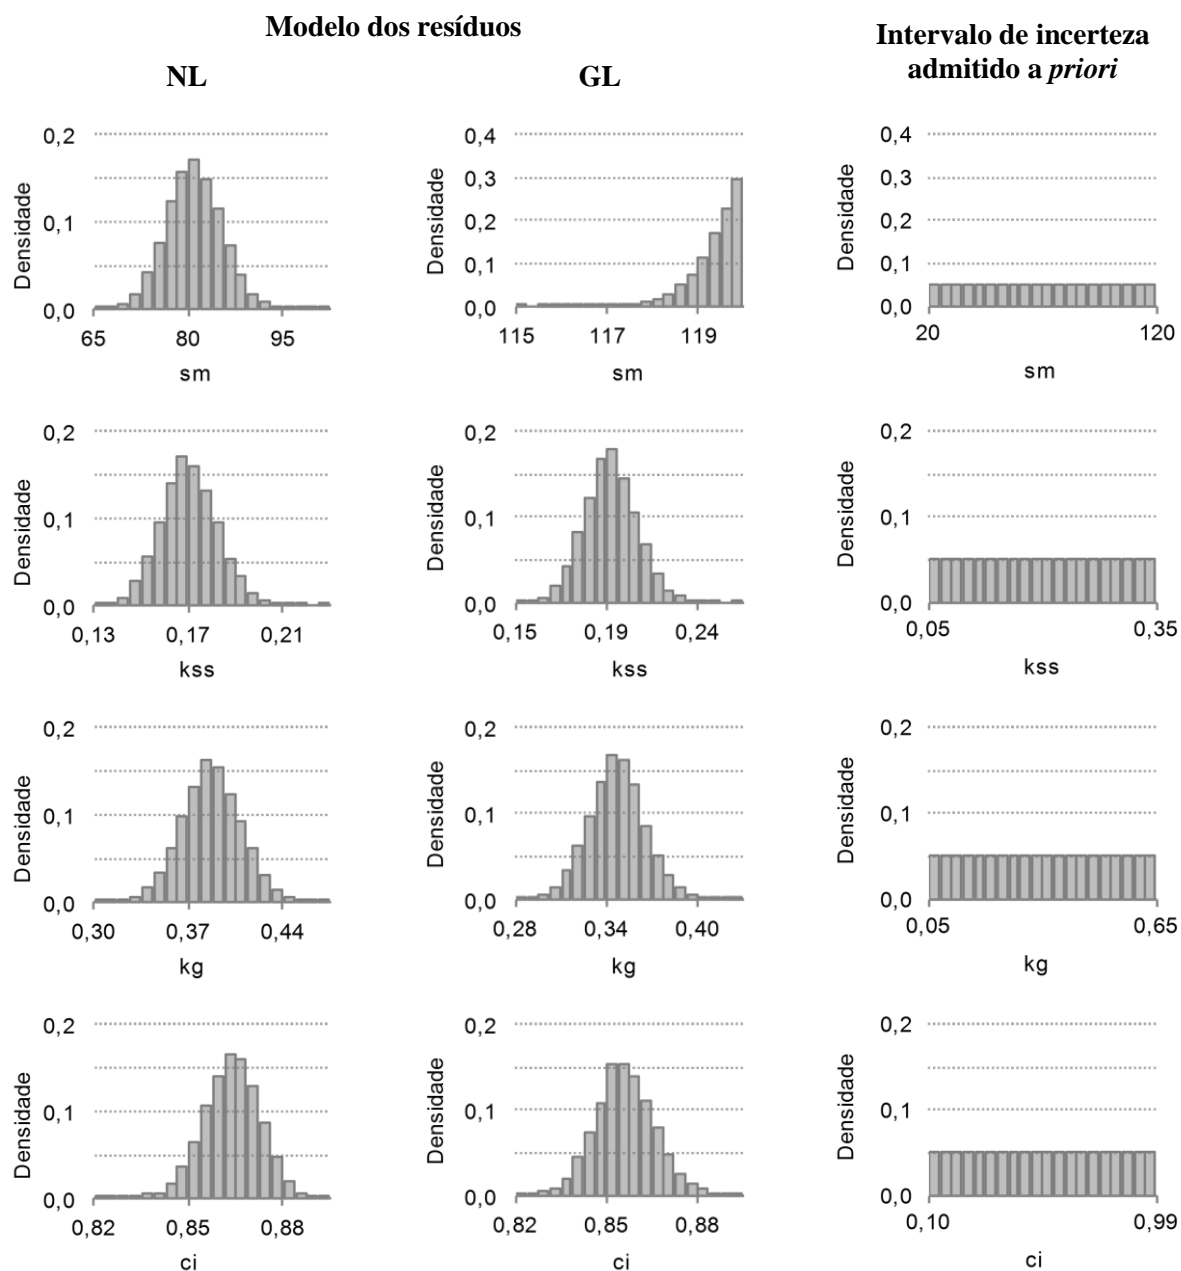 Modelo dos resíduos
Intervalo de incerteza
admitido a priori
NL
GL
0,2
0,1
0,0
Densidade
65
80
95
sm
0,4
0,3
0,2
0,1
0,0
Densidade
115
117
119
sm
0,4
0,3
0,2
0,1
0,0
Densidade
20
120
sm
0,2
0,1
0,0
Densidade
0,13
0,17
0,21
kss
0,2
0,1
0,0
Densidade
0,15
0,19
0,24
kss
0,2
0,1
0,0
Densidade
0,05
0,35
kss
0,2
0,1
0,0
Densidade
0,30
0,37
0,44
kg
0,2
0,1
0,0
Densidade
0,28
0,34
0,40
kg
0,2
0,1
0,0
Densidade
0,05
0,65
kg
0,2
0,1
0,0
Densidade
0,82
0,85
0,88
ci
0,2
0,1
0,0
Densidade
0,82
0,85
0,88
ci
0,2
0,1
0,0
Densidade
0,10
0,99
ci